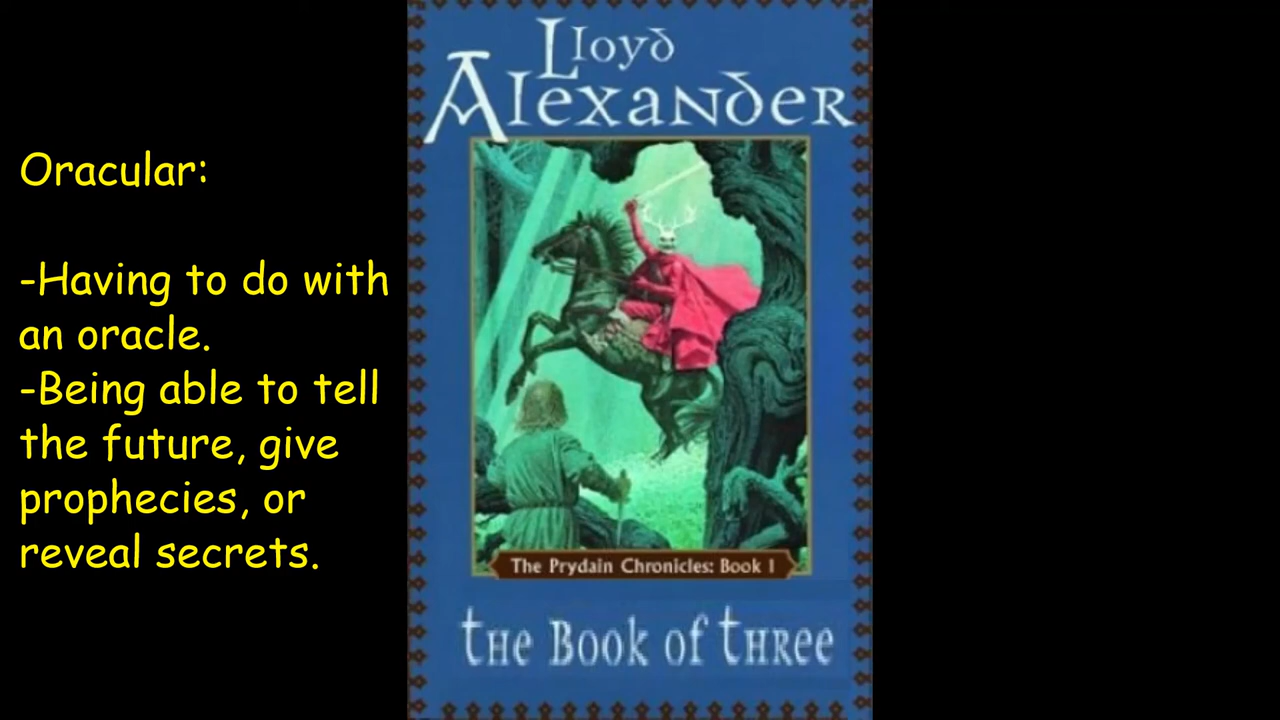 Oracular:
-Having to do with
an oracle.
-Being able to tell
the future, give
prophecies, or
reveal secrets.
Lloyd
Alexander
The Prydain Chronicles: Book 1
the Book of three